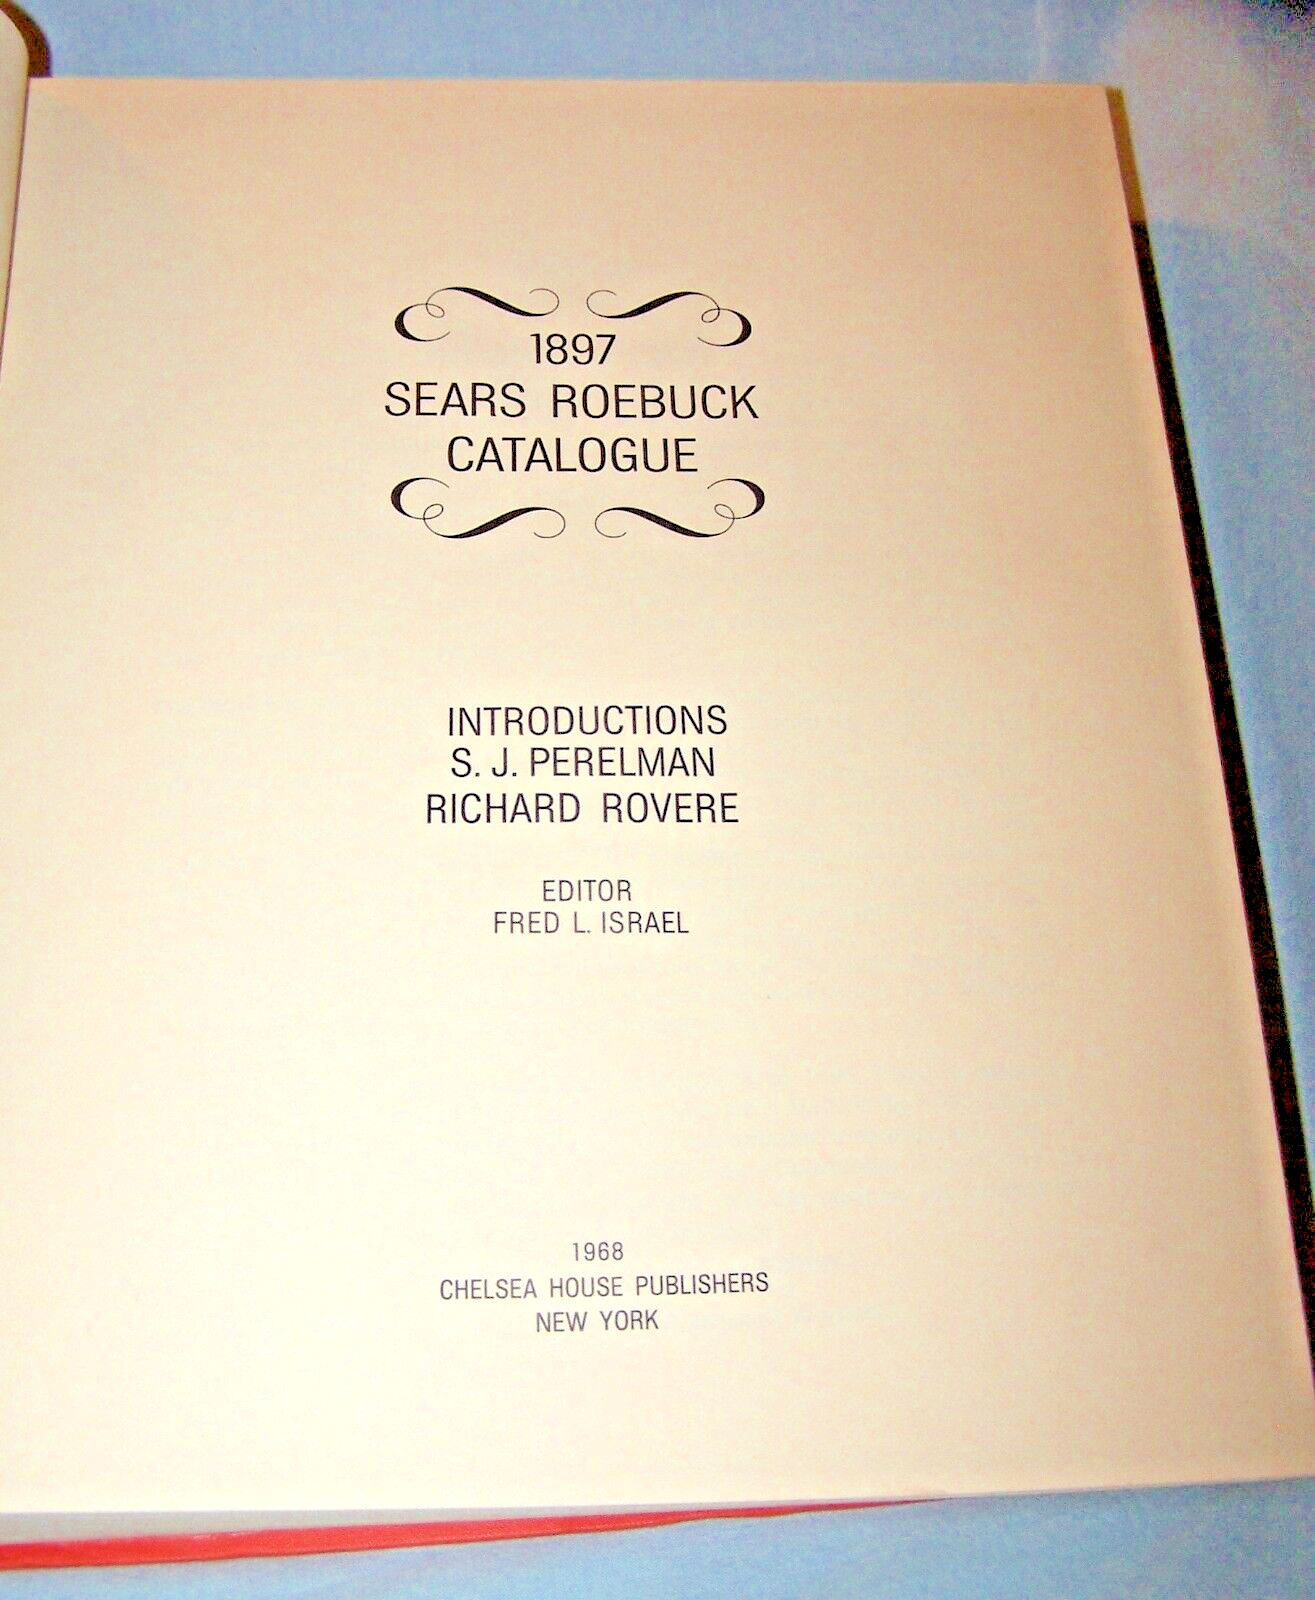 1897
SEARS ROEBUCK
CATALOGUE
INTRODUCTIONS
S. J. PERELMAN
RICHARD ROVERE
EDITOR
FRED L. ISRAEL
1968
CHELSEA HOUSE PUBLISHERS
NEW YORK